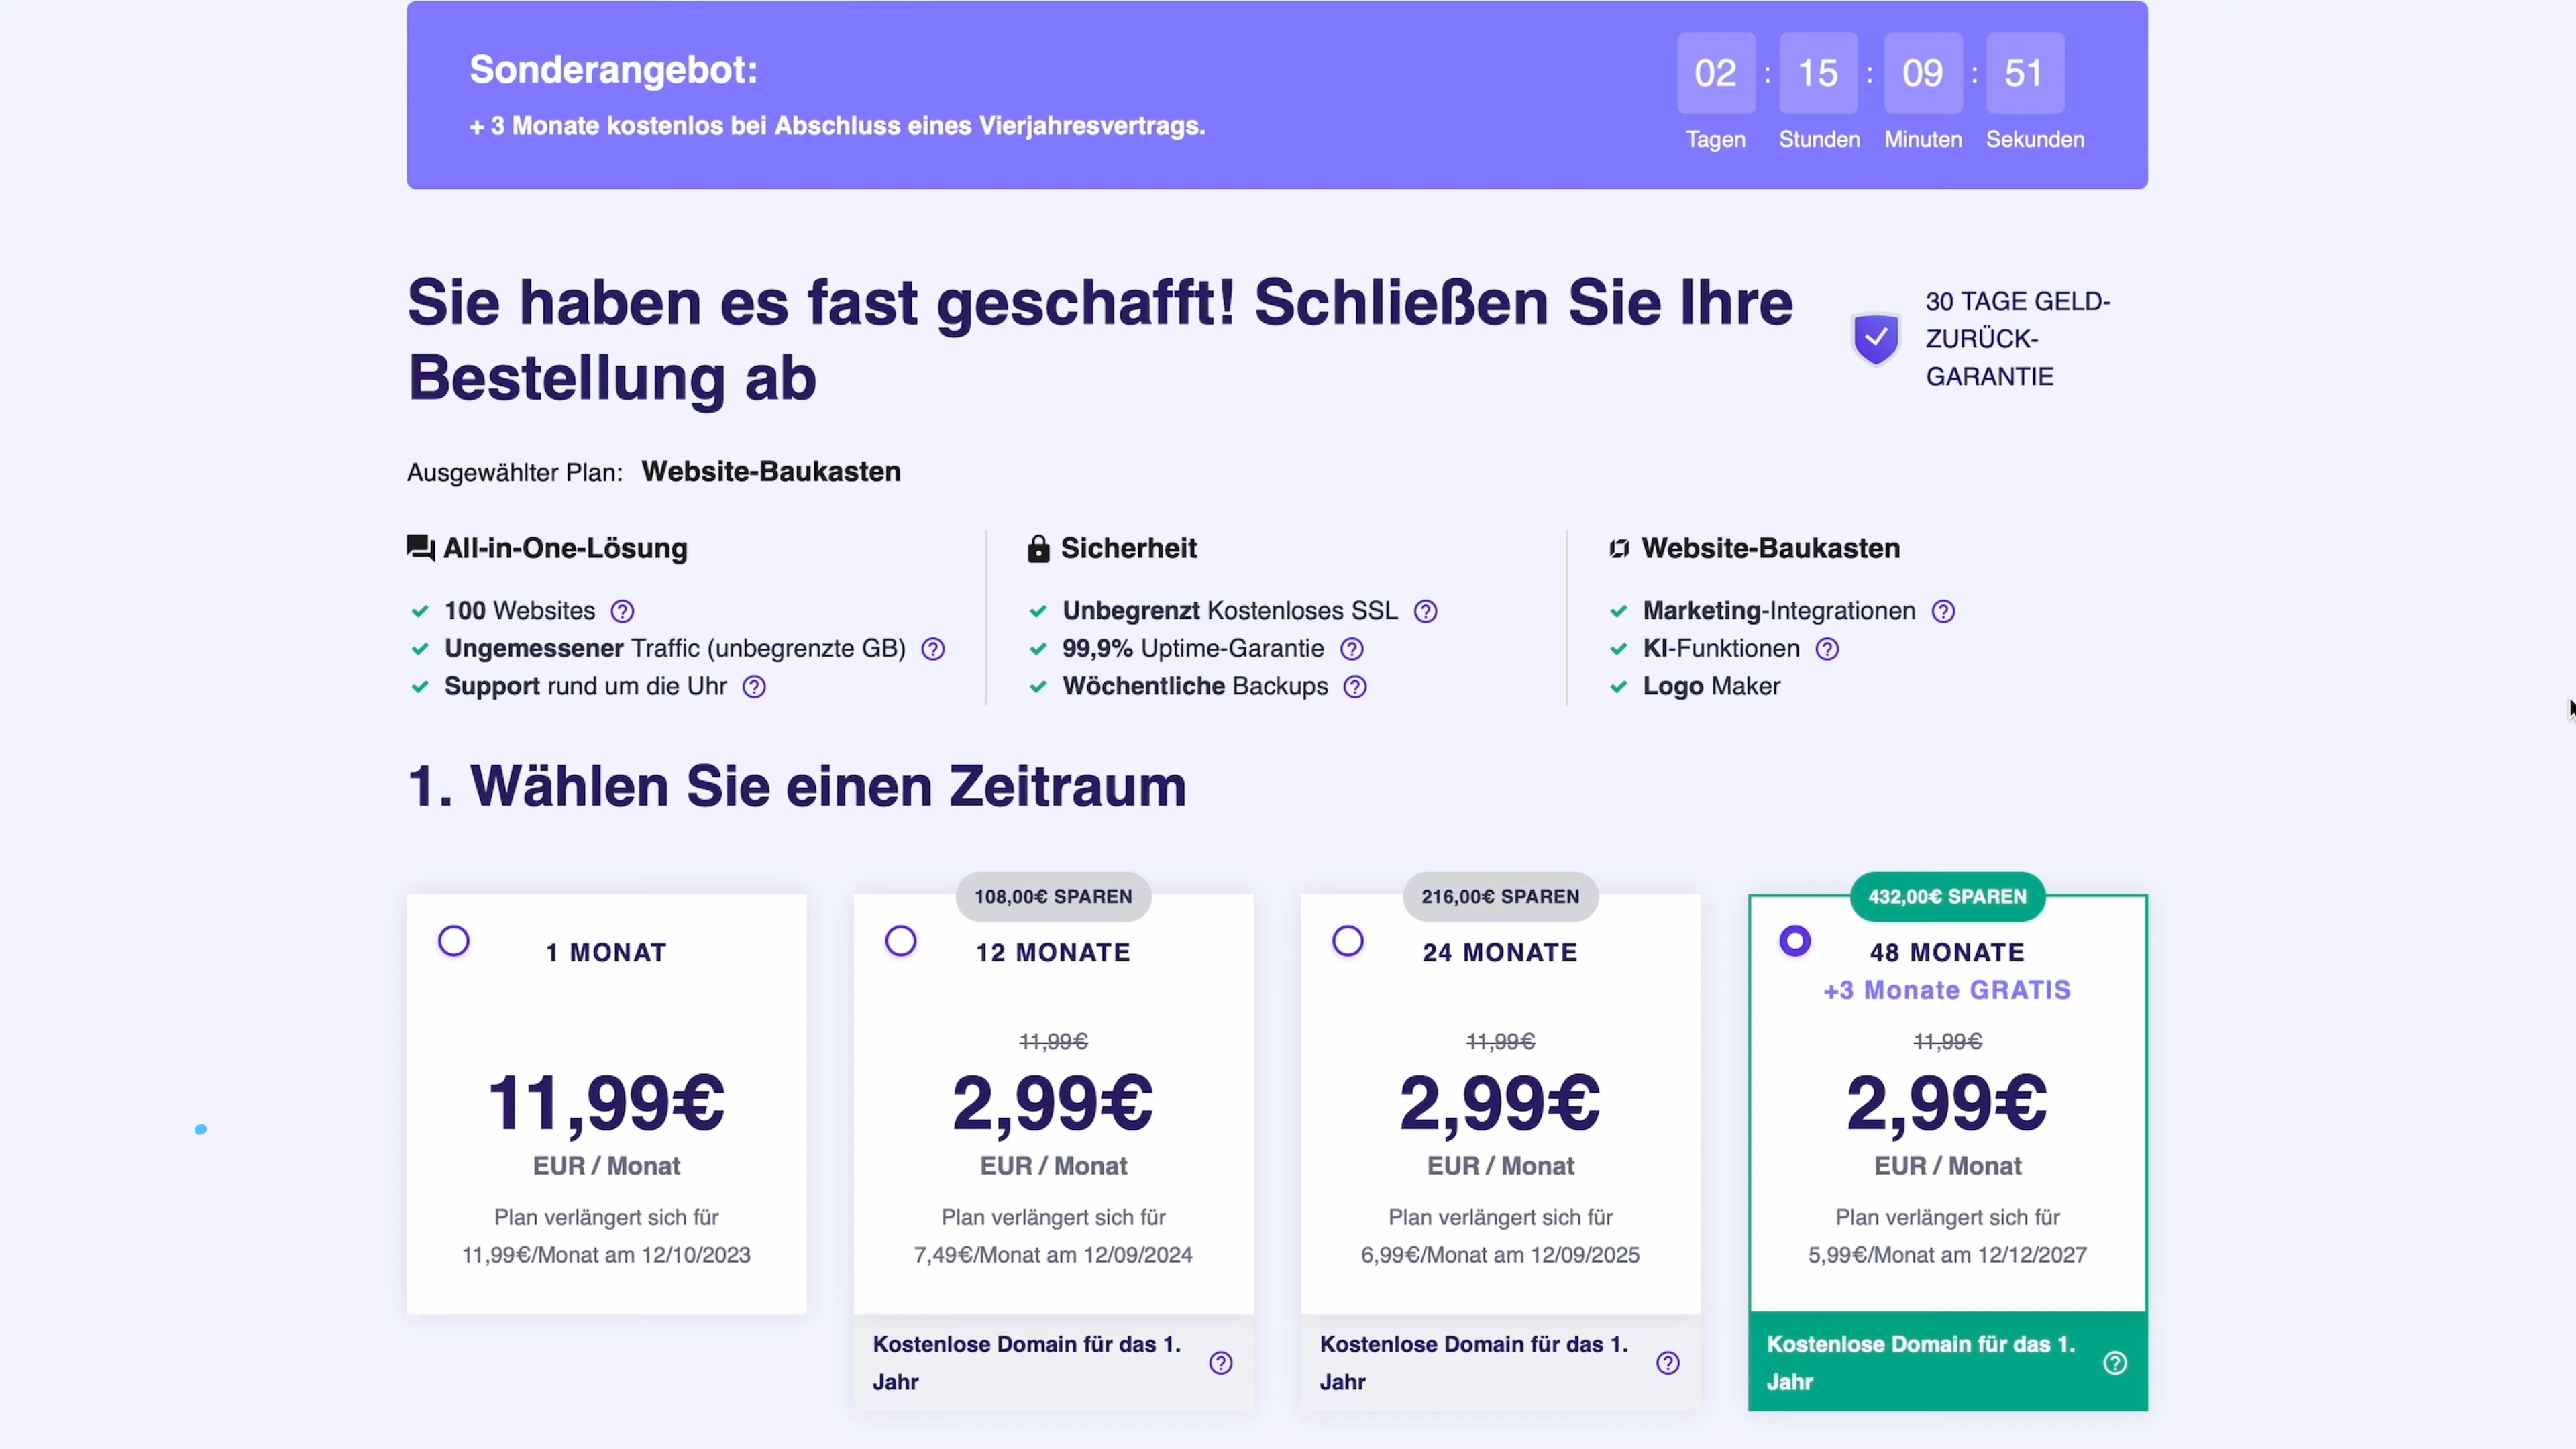 Sonderangebot:
+ 3 Monate kostenlos bei Abschluss eines Vierjahresvertrags.
02 : 15 : 09 : 51
Tagen Stunden Minuten Sekunden
Sie haben es fast geschafft! Schließen Sie Ihre
Bestellung ab
30 TAGE GELD-
ZURÜCK-
GARANTIE
Ausgewählter Plan: Website-Baukasten
All-in-One-Lösung
100 Websites
Ungemessener Traffic (unbegrenzte GB)
Support rund um die Uhr
Sicherheit
Unbegrenzt Kostenloses SSL
99,9% Uptime-Garantie
Wöchentliche Backups
Website-Baukasten
Marketing-Integrationen
KI-Funktionen
Logo Maker
1. Wählen Sie einen Zeitraum
1 MONAT
11,99€
EUR / Monat
Plan verlängert sich für
11,99€/Monat am 12/10/2023
108,00€ SPAREN
12 MONATE
11,99€
2,99€
EUR / Monat
Plan verlängert sich für
7,49€/Monat am 12/09/2024
Kostenlose Domain für das 1.
Jahr
216,00€ SPAREN
24 MONATE
11,99€
2,99€
EUR / Monat
Plan verlängert sich für
6,99€/Monat am 12/09/2025
Kostenlose Domain für das 1.
Jahr
432,00€ SPAREN
48 MONATE
+3 Monate GRATIS
11,99€
2,99€
EUR / Monat
Plan verlängert sich für
5,99€/Monat am 12/12/2027
Kostenlose Domain für das 1.
Jahr